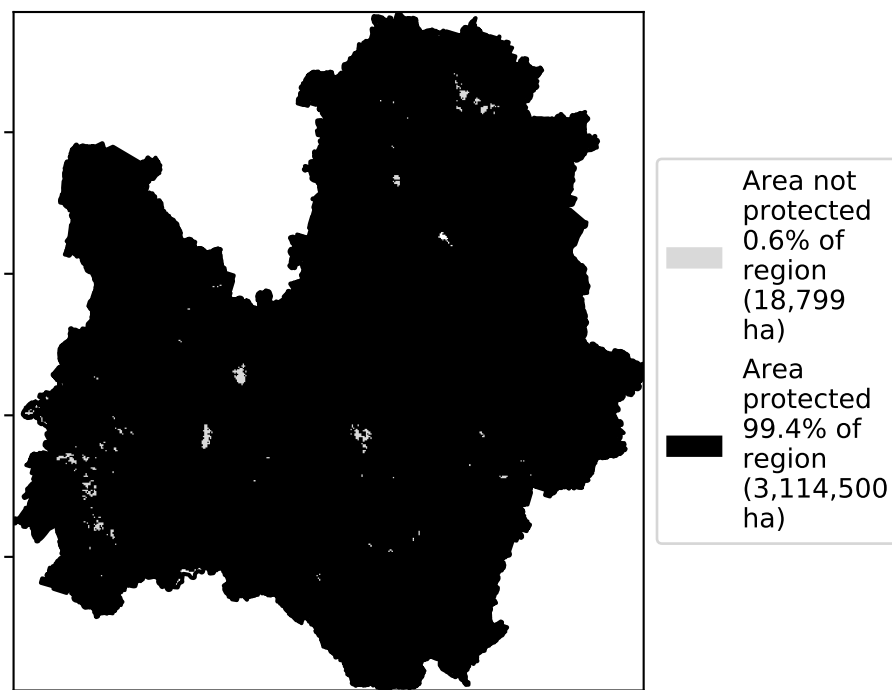 Area not
protected
0.6% of
region
(18,799
ha)
Area
protected
99.4% of
region
(3,114,500
ha)